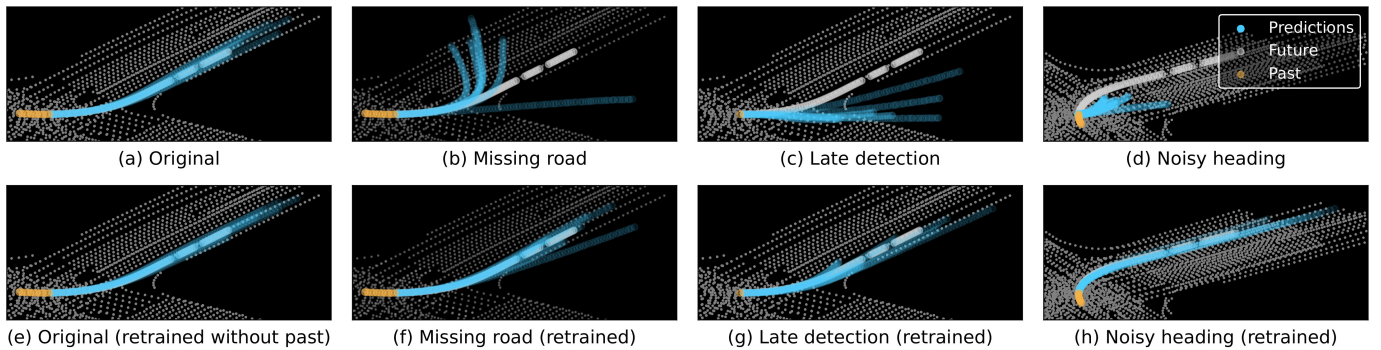 Predictions
Future
Past
(a) Original
(b) Missing road
(c) Late detection
(d) Noisy heading
(e) Original (retrained without past)
(f) Missing road (retrained)
(g) Late detection (retrained)
(h) Noisy heading (retrained)